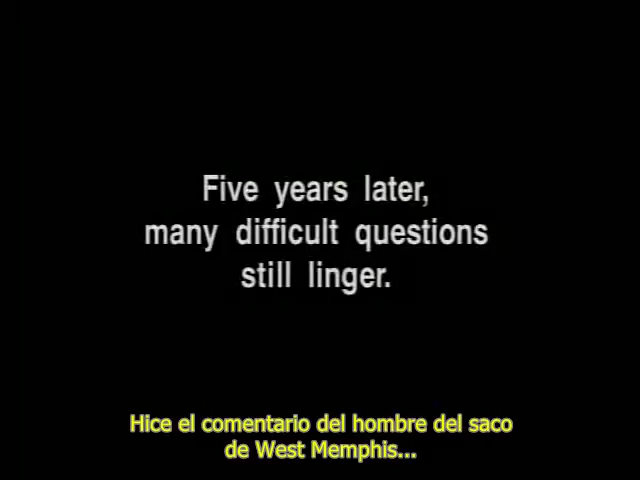 Five years later,
many difficult questions
still linger.
Hice el comentario del hombre del saco
de West Memphis...